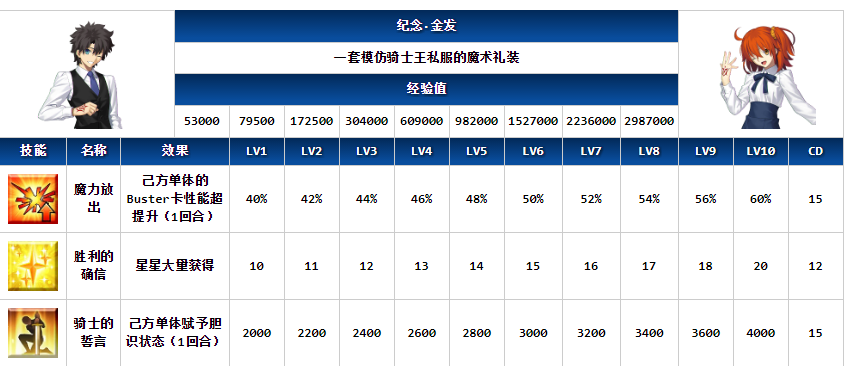 纪念·金发
一套模仿骑士王私服的魔术礼装
经验值
53000 79500 172500 304000 609000 982000 1527000 2236000 2987000
技能 名称 效果 LV1 LV2 LV3 LV4 LV5 LV6 LV7 LV8 LV9 LV10 CD
魔力放出 己方单体的Buster卡性能超提升（1回合） 40% 42% 44% 46% 48% 50% 52% 54% 56% 60% 15
胜利的确信 星星大量获得 10 11 12 13 14 15 16 17 18 20 12
骑士的誓言 己方单体赋予胆识状态（1回合） 2000 2200 2400 2600 2800 3000 3200 3400 3600 4000 15